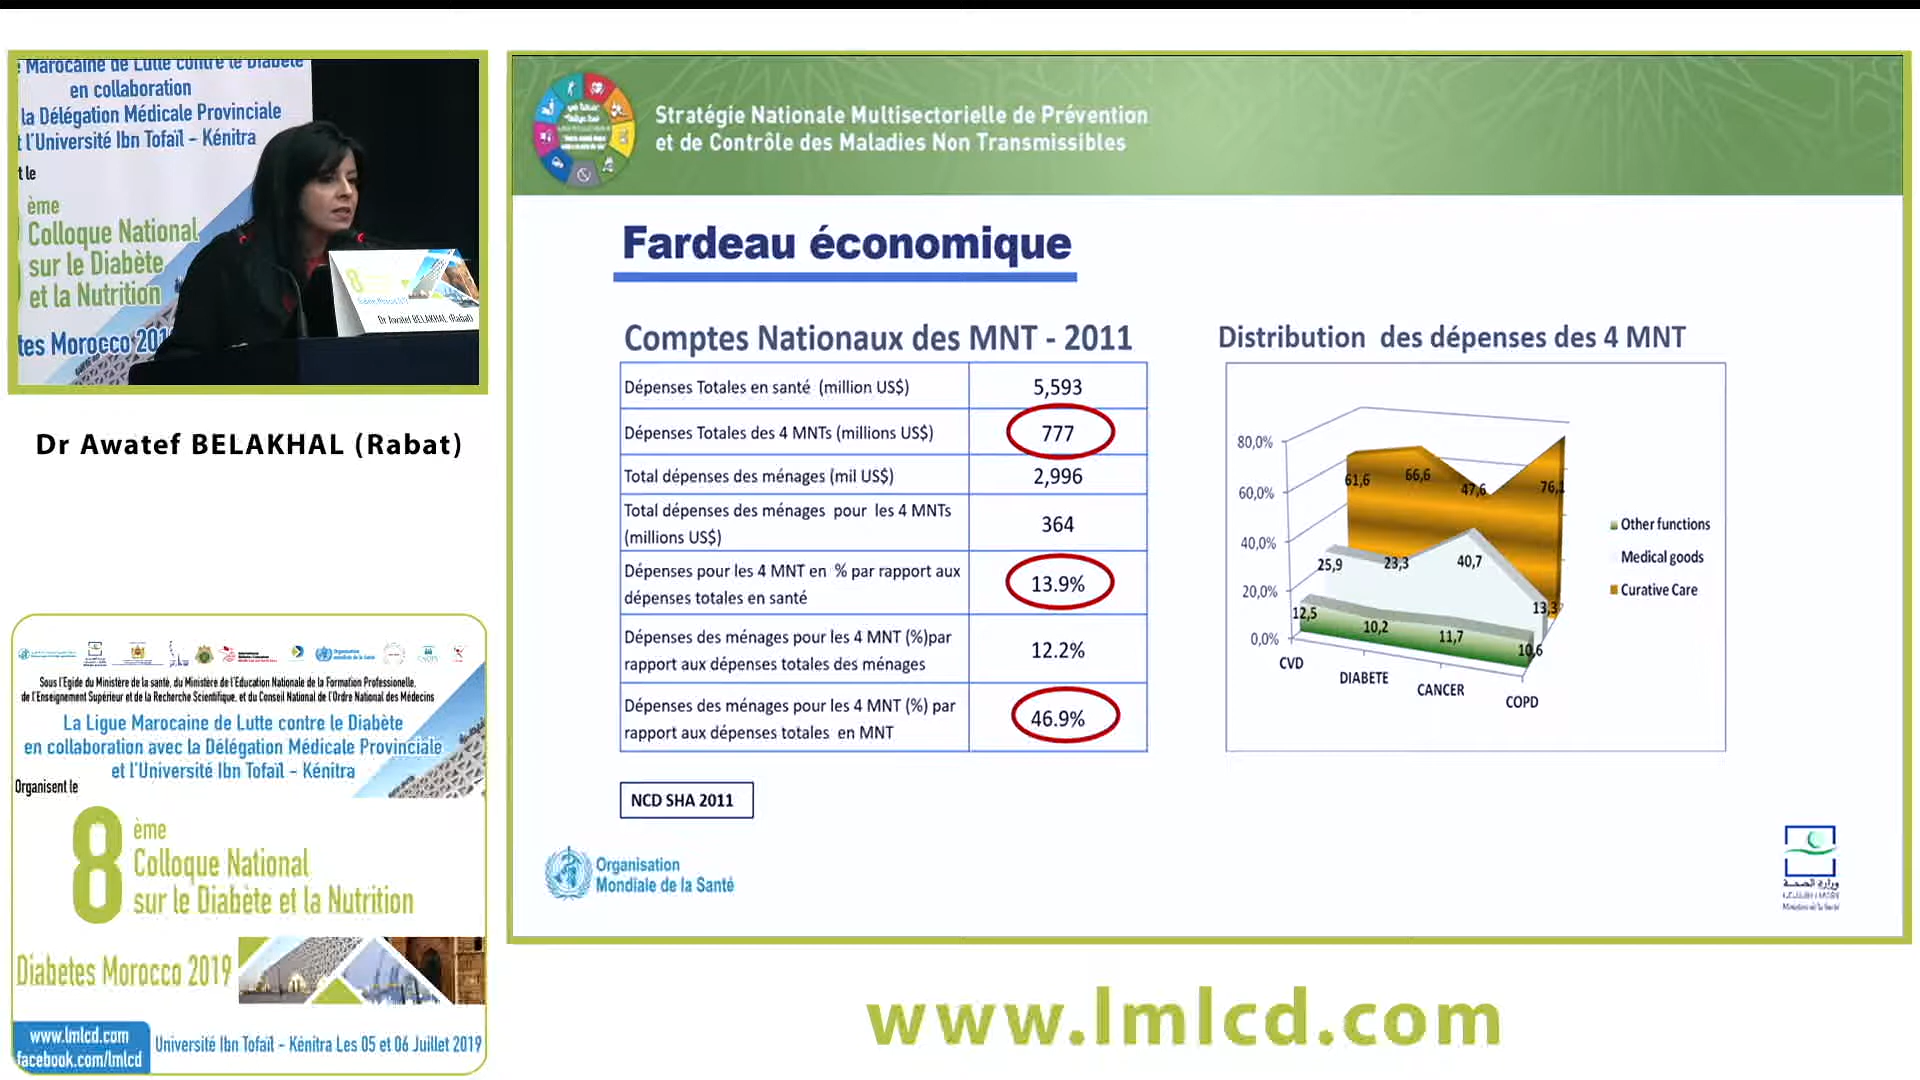 Marocaine de Lutte contre le Diabète
en collaboration
la Délégation Médicale Provinciale
l'Université Ibn Tofaïl - Kénitra
t le
ème
Colloque National
sur le Diabète
et la Nutrition
tes Morocco 201
8
Dr Awatef BELAKHAL (Rabat)
Dr Awatef BELAKHAL (Rabat)
Organisation
Mondiale de la Santé
Sous l'Egide du Ministère de la santé, du Ministère de l'Education Nationale de la Formation Professionnelle,
de l'Enseignement Supérieur et de la Recherche Scientifique, et du Conseil National de l'Ordre National des Médecins
La Ligue Marocaine de Lutte contre le Diabète
en collaboration avec la Délégation Médicale Provinciale
et l'Université Ibn Tofaïl - Kénitra
Organisent le
8 ème
Colloque National
sur le Diabète et la Nutrition
Diabetes Morocco 2019
www.lmlcd.com
facebook.com/lmlcd
Université Ibn Tofaïl - Kénitra Les 05 et 06 Juillet 2019
Stratégie Nationale Multisectorielle de Prévention
et de Contrôle des Maladies Non Transmissibles
Fardeau économique
Comptes Nationaux des MNT - 2011
Dépenses Totales en santé (million US$) 5,593
Dépenses Totales des 4 MNTs (millions US$) 777
Total dépenses des ménages (mil US$) 2,996
Total dépenses des ménages pour les 4 MNTs
(millions US$) 364
Dépenses pour les 4 MNT en % par rapport aux
dépenses totales en santé 13.9%
Dépenses des ménages pour les 4 MNT (%)par
rapport aux dépenses totales des ménages 12.2%
Dépenses des ménages pour les 4 MNT (%) par
rapport aux dépenses totales en MNT 46.9%
NCD SHA 2011
Distribution des dépenses des 4 MNT
80,0%
60,0%
40,0%
20,0%
0,0%
61,6 66,6 47,6 76,1
25,9 23,3 40,7 13,3
12,5 10,2 11,7 10,6
CVD DIABETE CANCER COPD
Other functions
Medical goods
Curative Care
Organisation
Mondiale de la Santé
وزارة الصحة
www.lmlcd.com